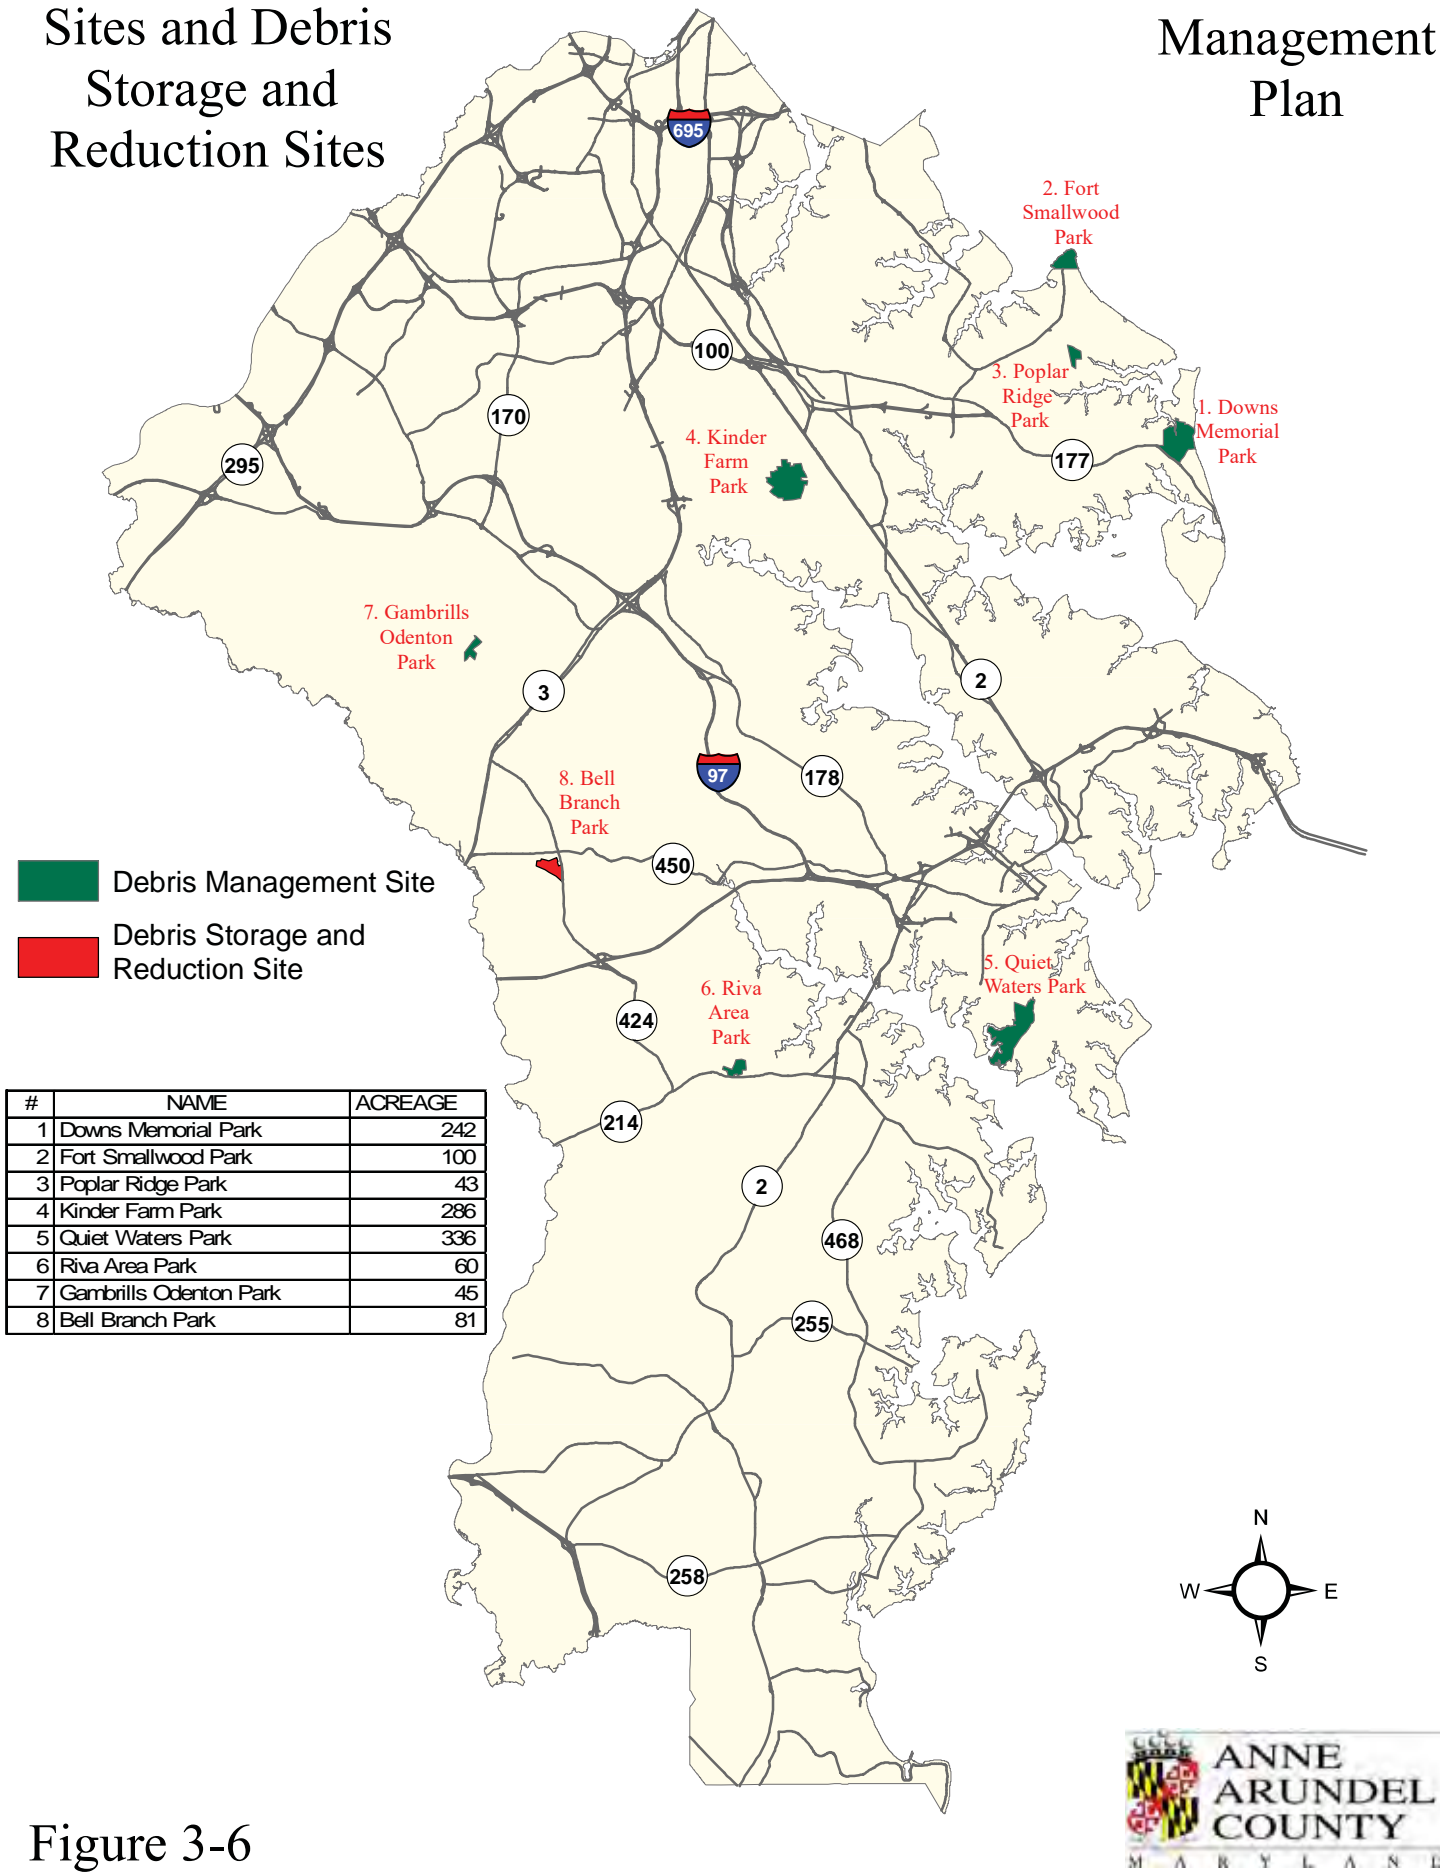 Sites and Debris
Storage and
Reduction Sites
Management
Plan
695
2. Fort
Smallwood
Park
100
3. Poplar
Ridge
Park
1. Downs
Memorial
Park
170
4. Kinder
Farm
Park
295
177
7. Gambrills
Odenton
Park
3
2
97
178
8. Bell
Branch
Park
450
Debris Management Site
Debris Storage and
Reduction Site
5. Quiet
Waters Park
6. Riva
Area
Park
424
214
# NAME ACREAGE
1 Downs Memorial Park 242
2 Fort Smallwood Park 100
3 Poplar Ridge Park 43
4 Kinder Farm Park 286
5 Quiet Waters Park 336
6 Riva Area Park 60
7 Gambrills Odenton Park 45
8 Bell Branch Park 81
2
468
255
258
N
W E
S
ANNE
ARUNDEL
COUNTY
MARYLAND
Figure 3-6